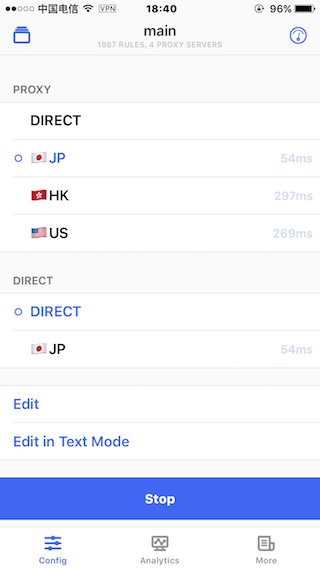 中国电信 VPN 18:40 96%
main
1987 RULES, 4 PROXY SERVERS
PROXY
DIRECT
JP 54ms
HK 297ms
US 269ms
DIRECT
DIRECT
JP 54ms
Edit
Edit in Text Mode
Stop
Config Analytics More